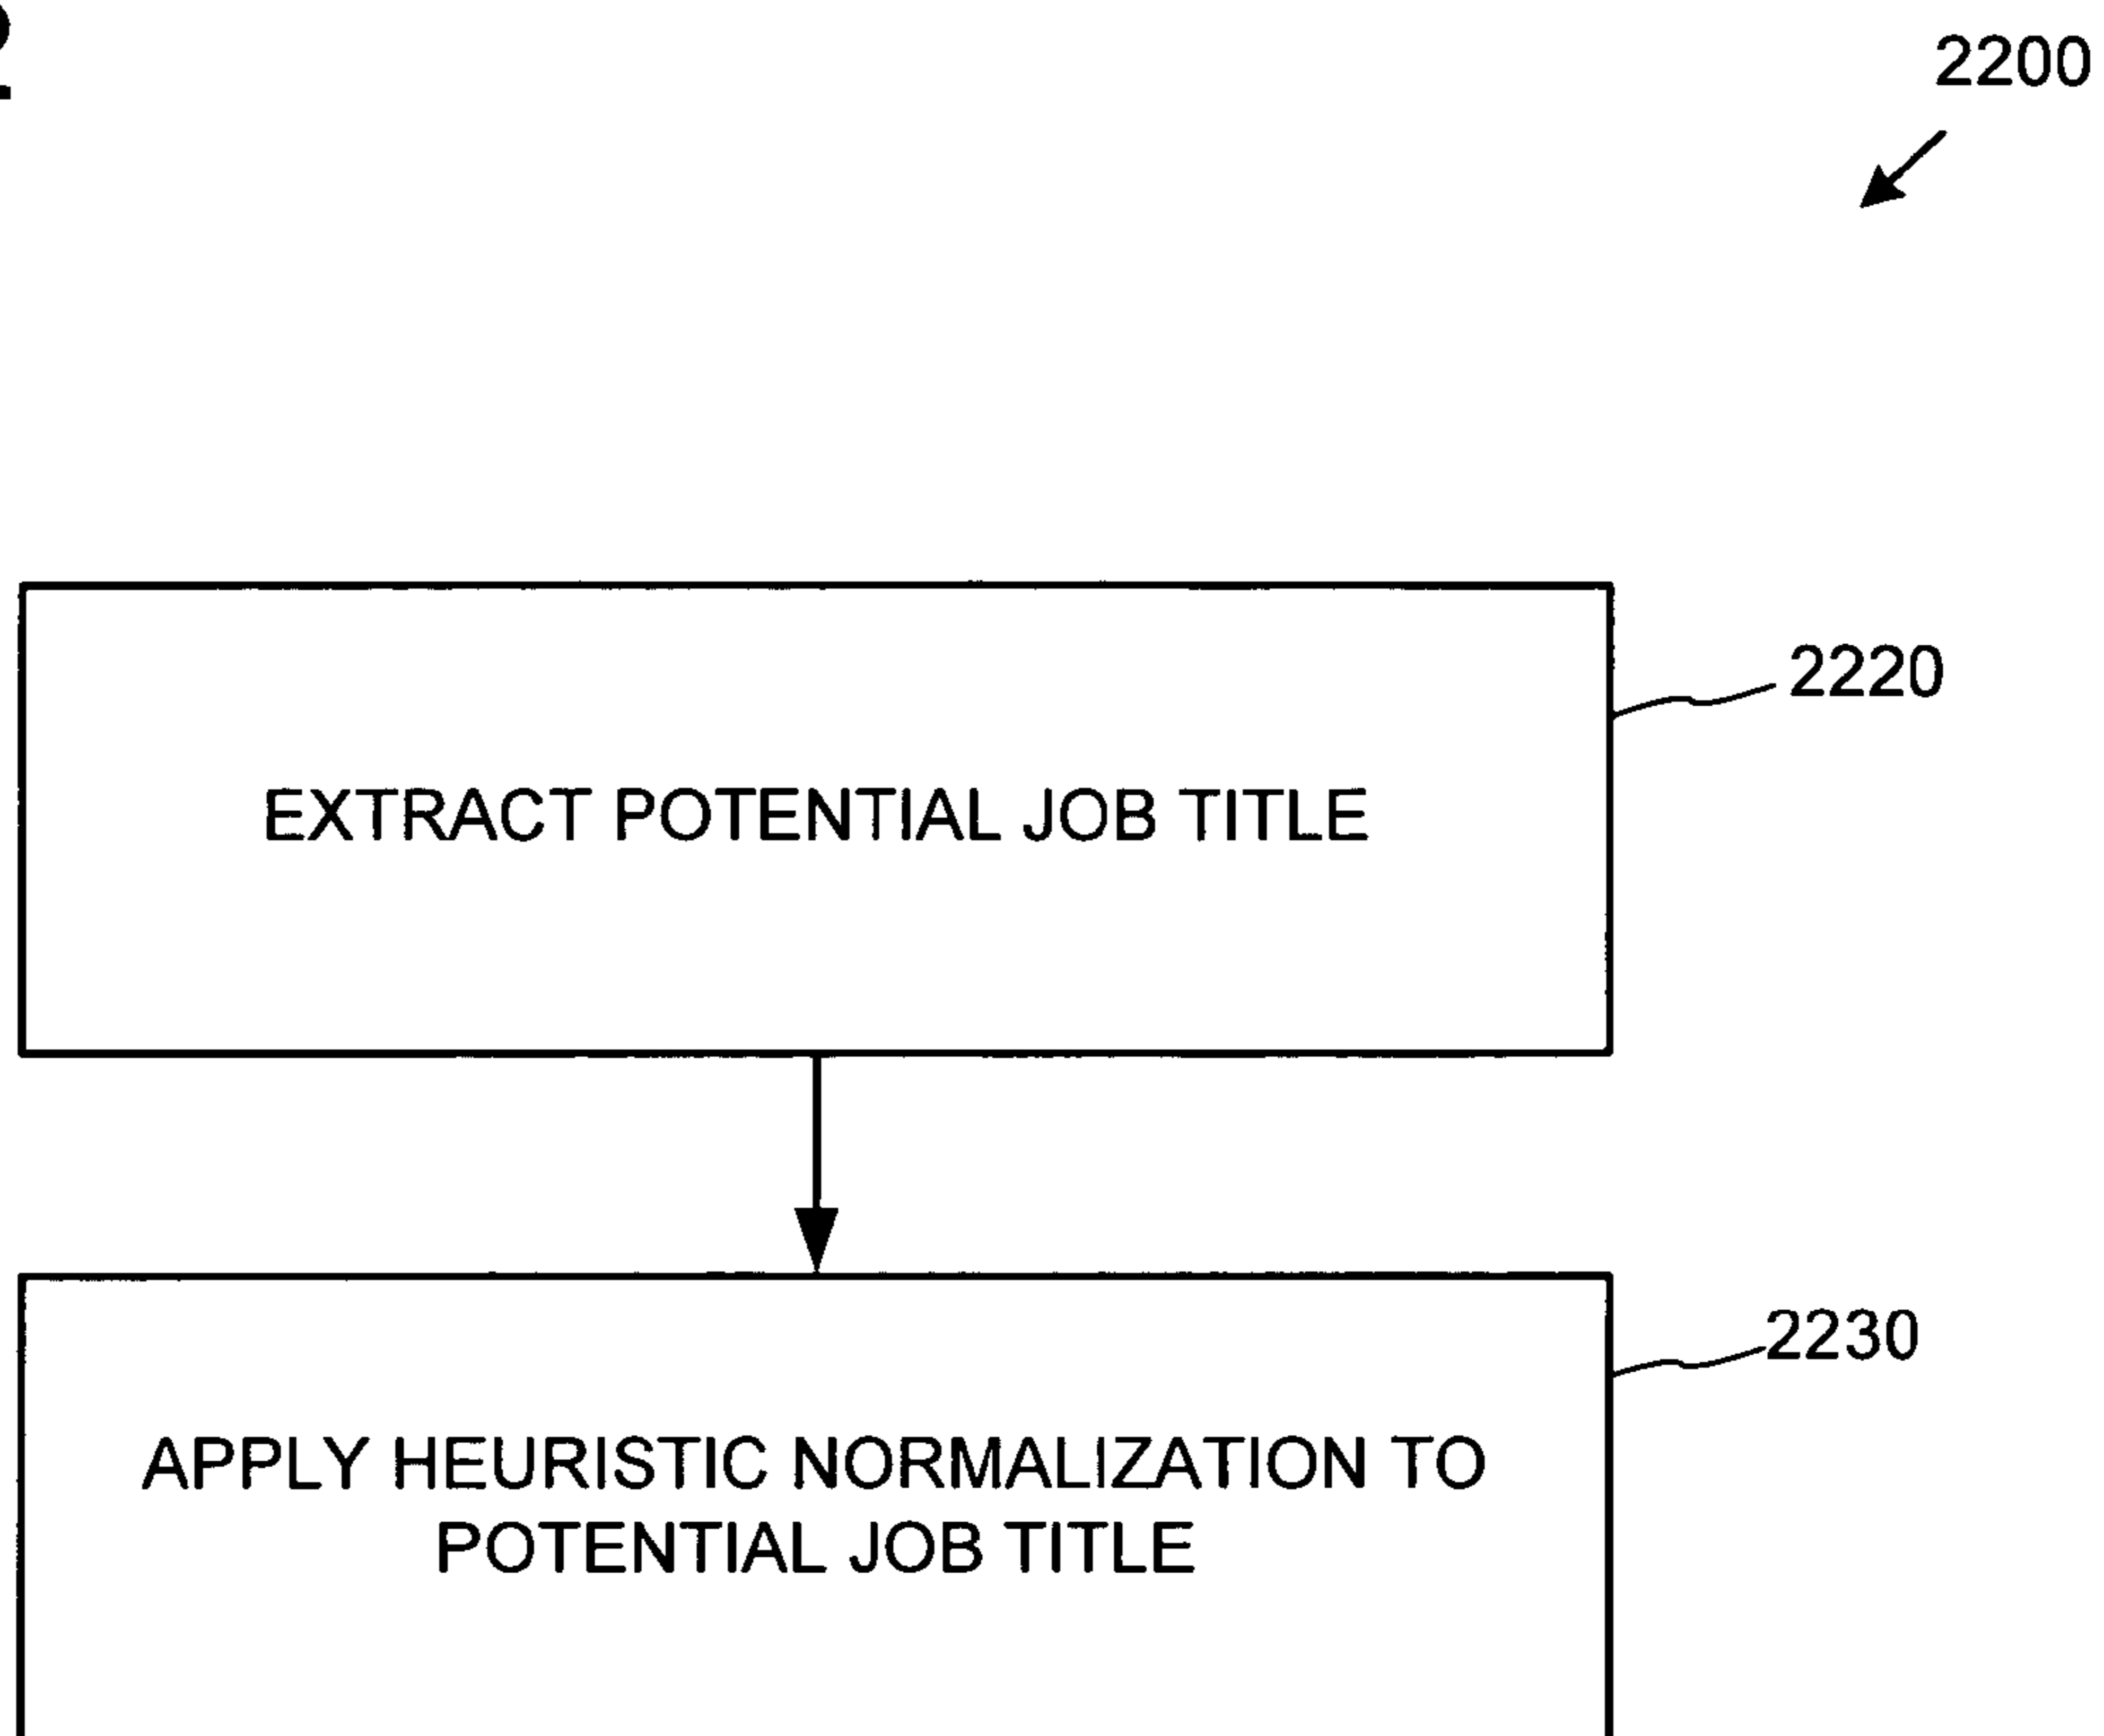 2200
2220
EXTRACT POTENTIAL JOB TITLE
2230
APPLY HEURISTIC NORMALIZATION TO
POTENTIAL JOB TITLE